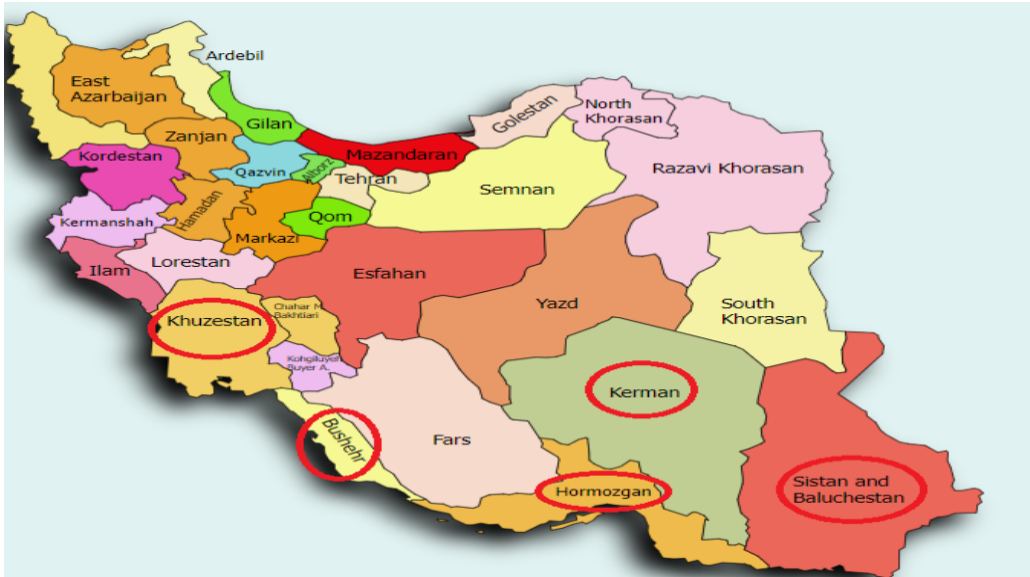 Ardebil
East
Azarbaijan
Gilan
Zanjan
Golestan
North
Khorasan
Kordestan
Qazvin
Alborz
Mazandaran
Tehran
Razavi Khorasan
Semnan
Hamadan
Kermanshah
Qom
Markazi
Ilam
Lorestan
Esfahan
Yazd
South
Khorasan
Khuzestan
Chahar M
Bakhtiari
Kohgiluyeh
Buyer A.
Kerman
Bushehr
Fars
Hormozgan
Sistan and
Baluchestan